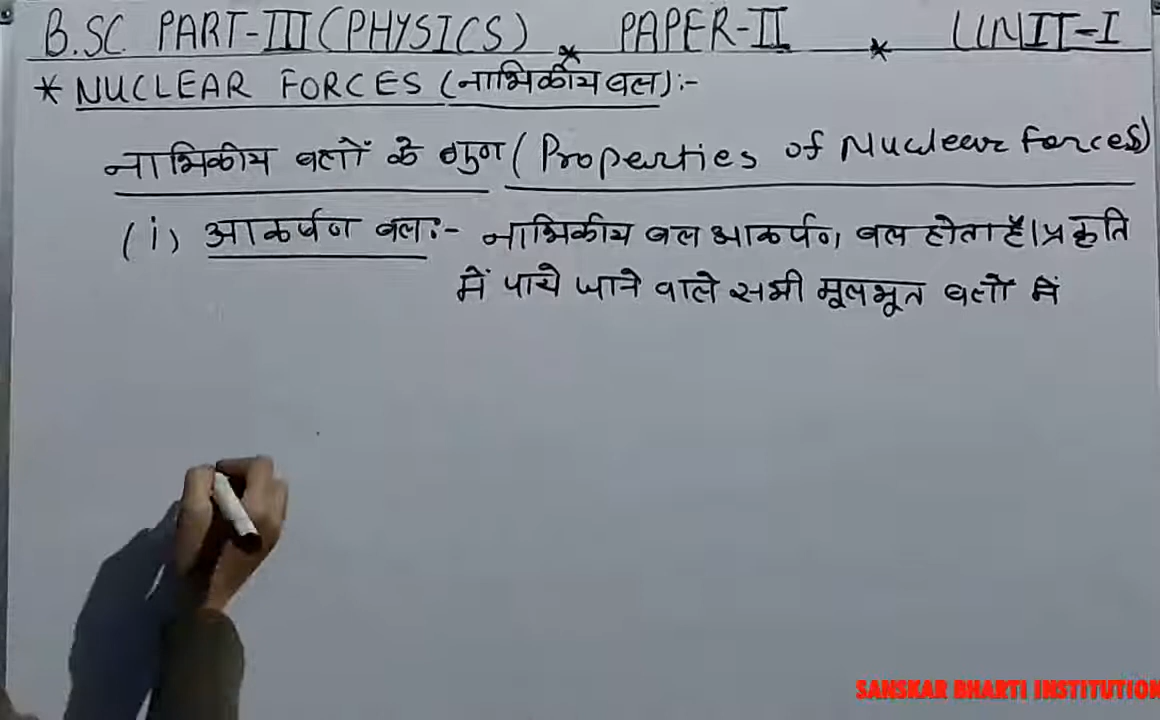 B.SC PART-III (PHYSICS) * PAPER-II * UNIT-I
* NUCLEAR FORCES (नाभिकीय बल) :-
नाभिकीय बलों के गुण (Properties of Nuclear forces)
(i) आकर्षण बल :- नाभिकीय बल आकर्षण बल होता है। प्रकृति
में पाये जाने वाले सभी मूलभूत बलों में
SANSKAR BHARTI INSTITUTION